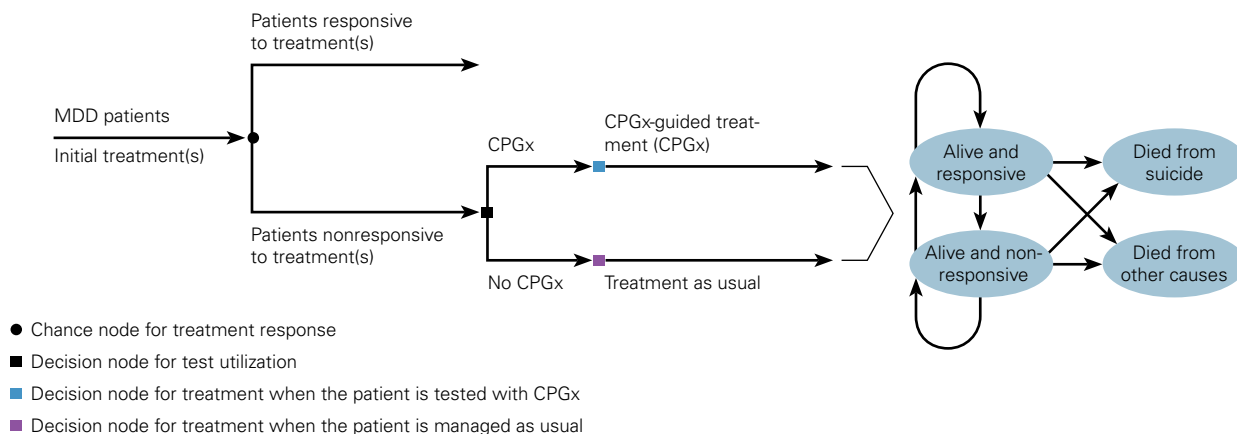 Patients responsive
to treatment(s)
MDD patients
Initial treatment(s)
Patients nonresponsive
to treatment(s)
CPGx
CPGx-guided treat-
ment (CPGx)
No CPGx
Treatment as usual
Alive and
responsive
Died from
suicide
Alive and non-
responsive
Died from
other causes
Chance node for treatment response
Decision node for test utilization
Decision node for treatment when the patient is tested with CPGx
Decision node for treatment when the patient is managed as usual